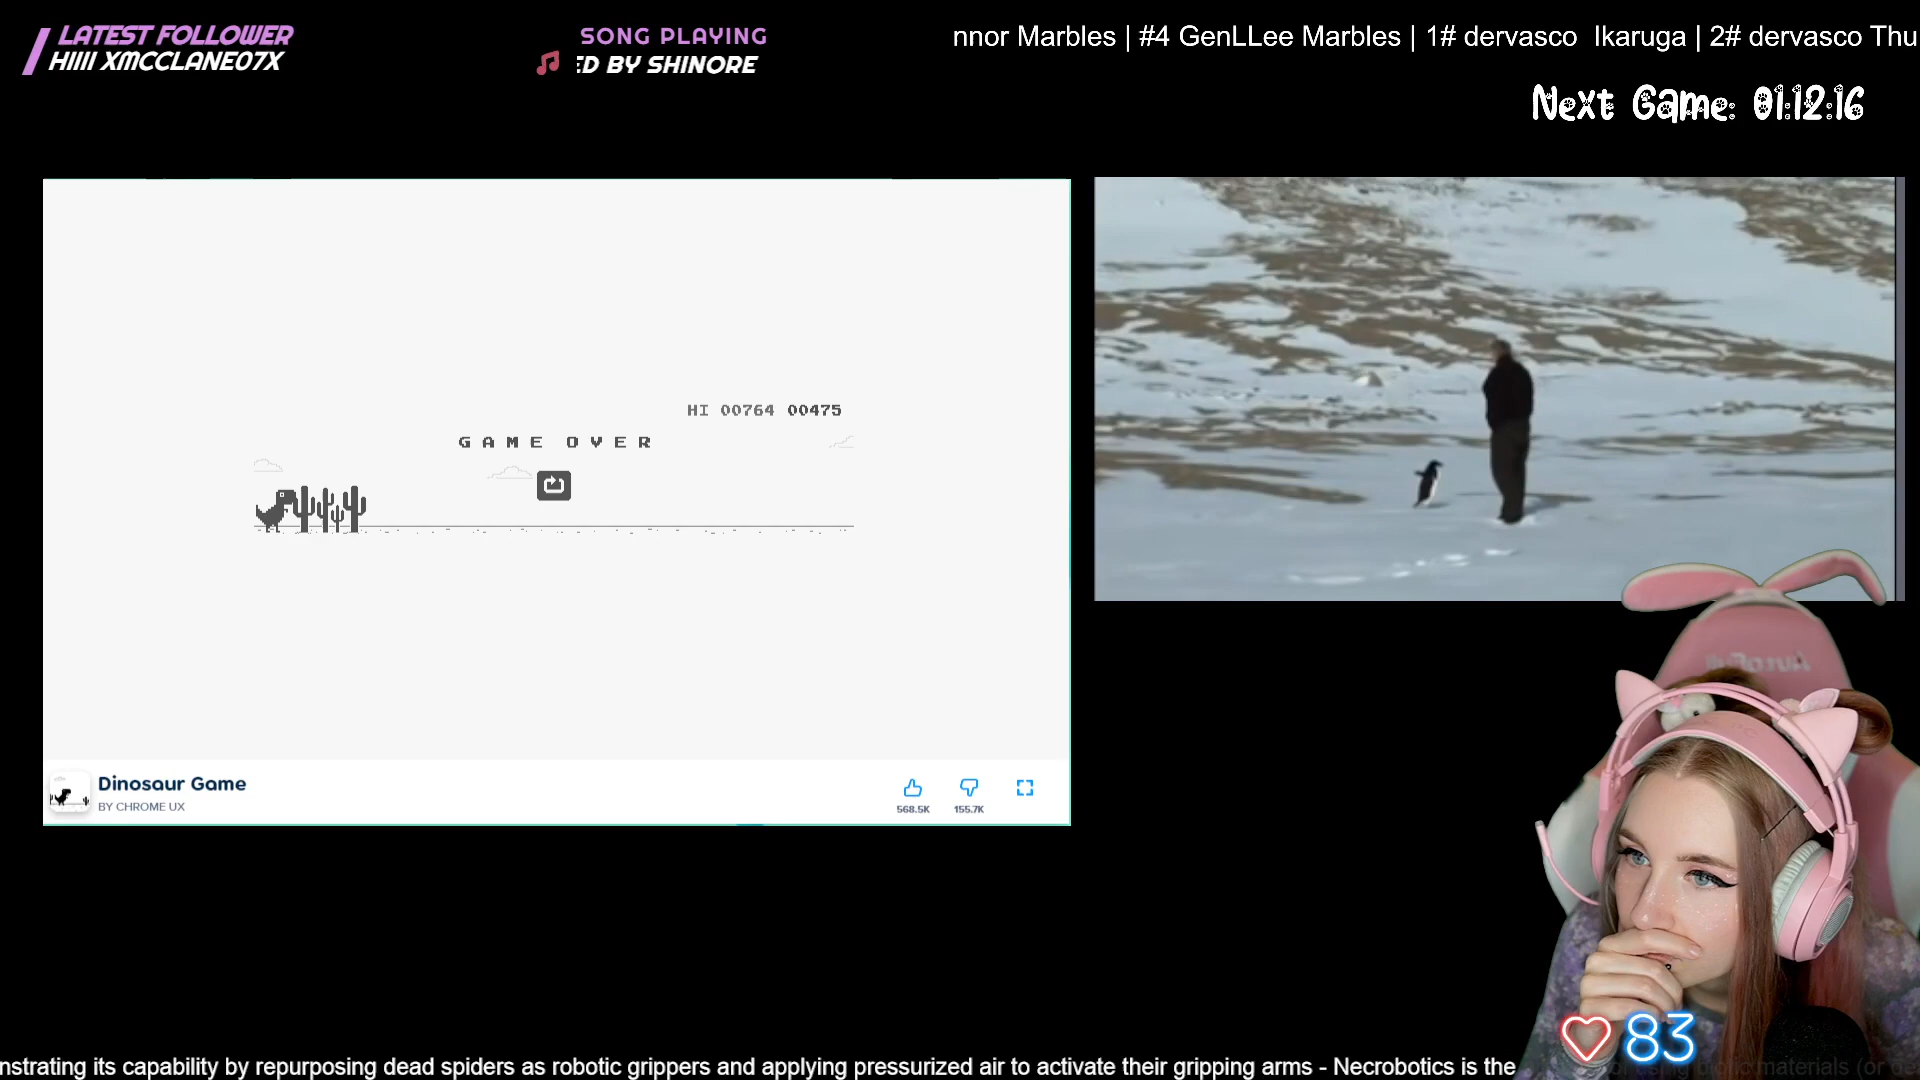 LATEST FOLLOWER
HIIII XMCCLANE07X
SONG PLAYING
ED BY SHINORE
nnor Marbles | #4 GenLLee Marbles | 1# dervasco Ikaruga | 2# dervasco Thu
Next Game: 01:12:16
HI 00764 00475
GAME OVER
Dinosaur Game
BY CHROME UX
568.5K
155.7K
83
nstrating its capability by repurposing dead spiders as robotic grippers and applying pressurized air to activate their gripping arms - Necrobotics is the